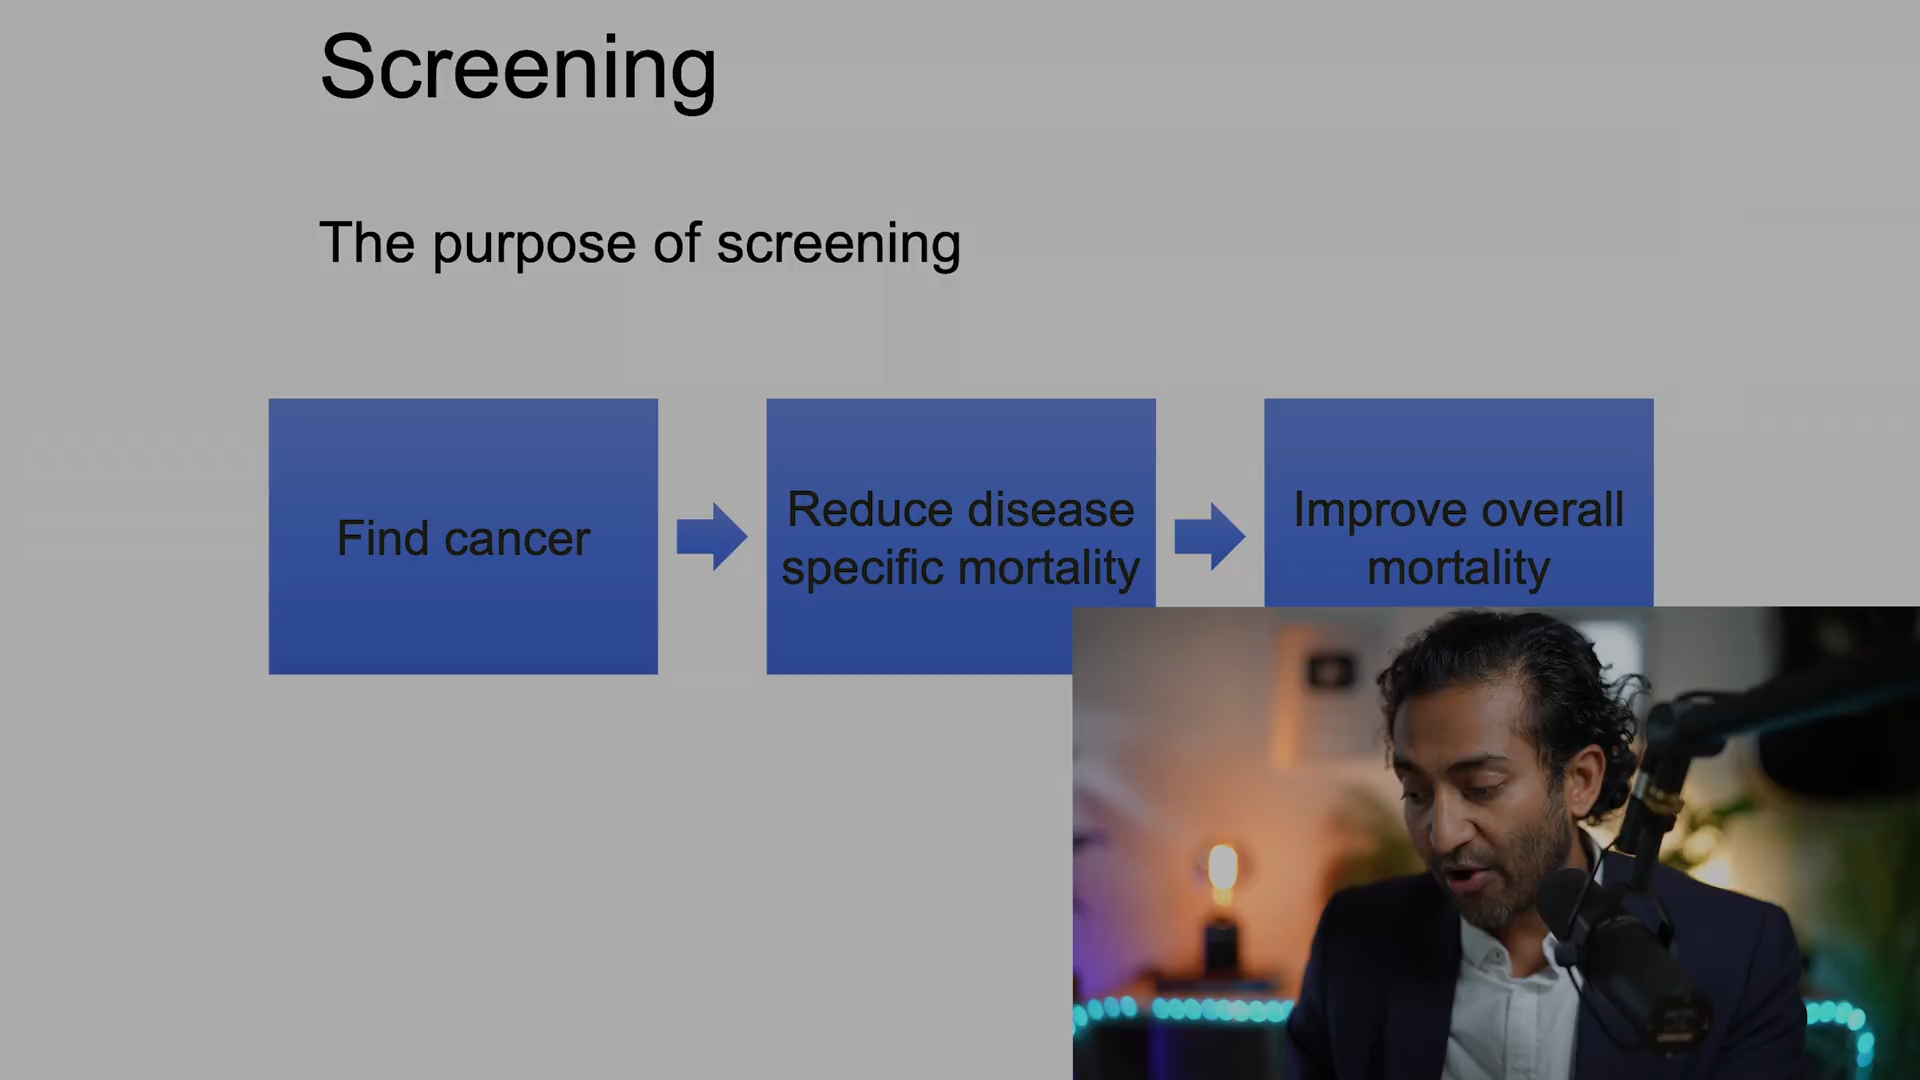 Screening
The purpose of screening
Find cancer
Reduce disease
specific mortality
Improve overall
mortality